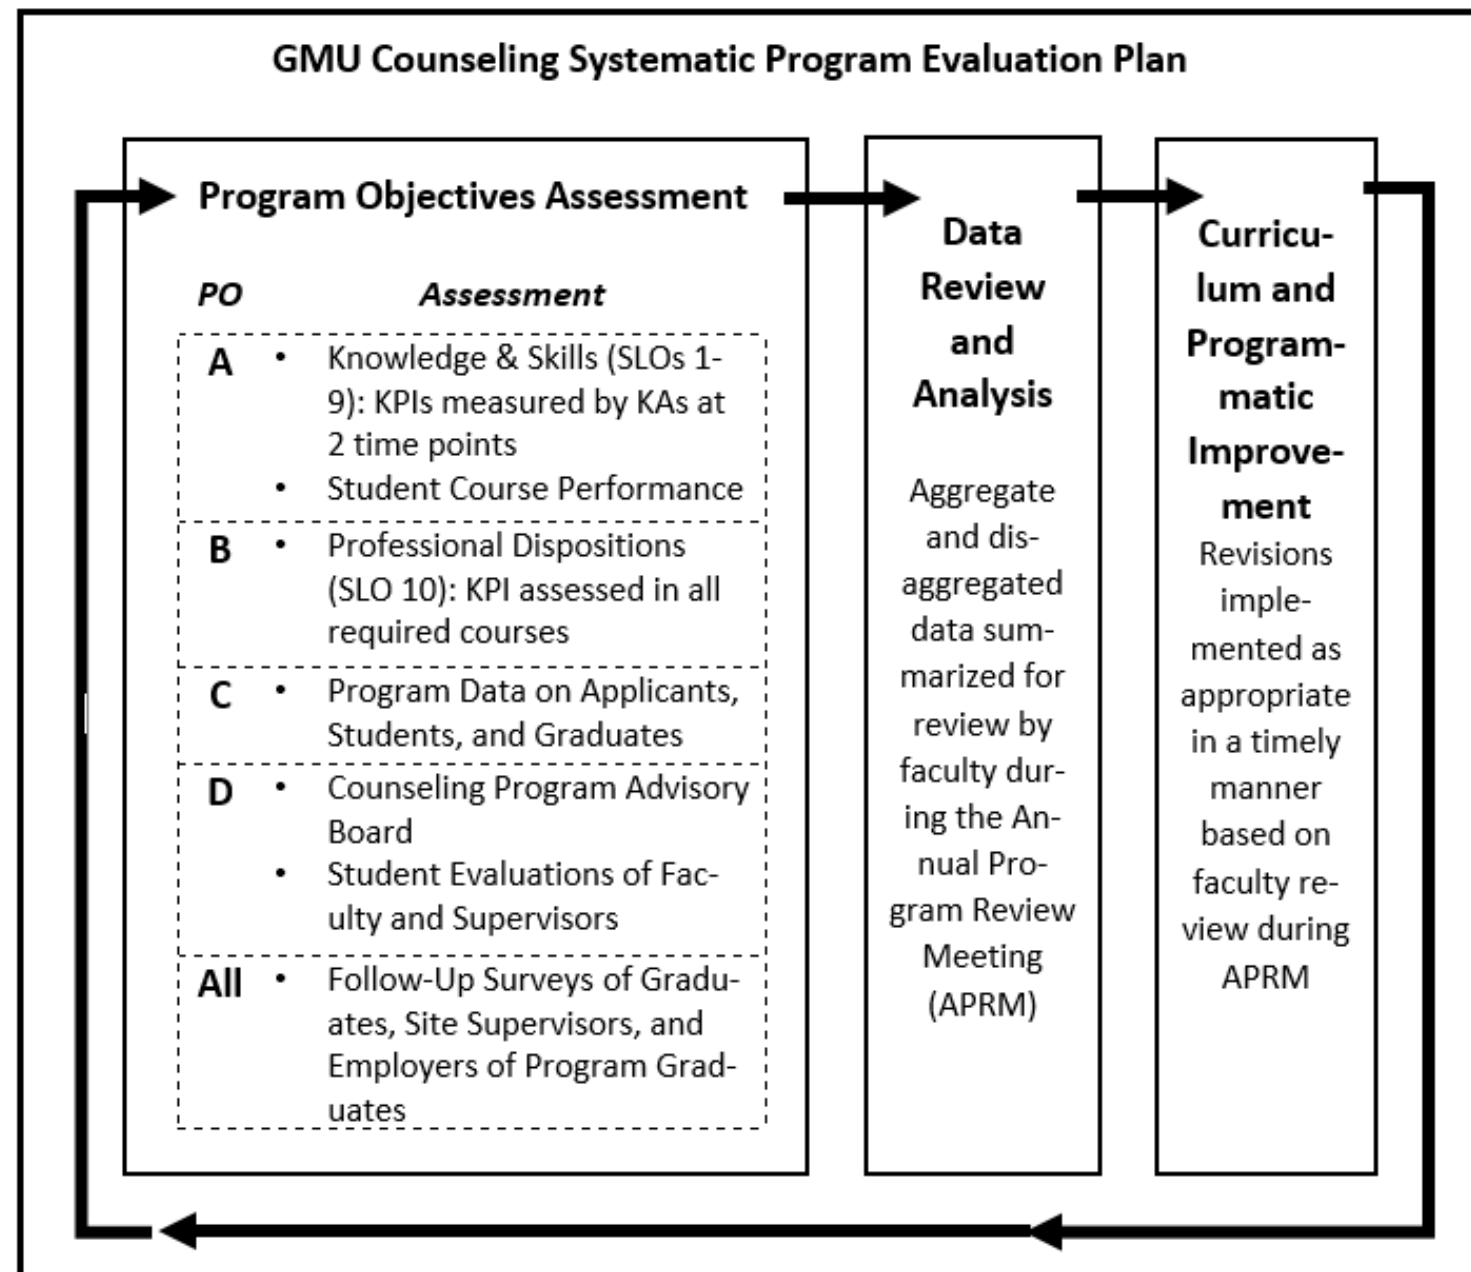 GMU Counseling Systematic Program Evaluation Plan
Program Objectives Assessment
PO Assessment
A • Knowledge & Skills (SLOs 1-
9): KPIs measured by KAs at
2 time points
• Student Course Performance
B • Professional Dispositions
(SLO 10): KPI assessed in all
required courses
C • Program Data on Applicants,
Students, and Graduates
D • Counseling Program Advisory
Board
• Student Evaluations of Fac-
ulty and Supervisors
All • Follow-Up Surveys of Gradu-
ates, Site Supervisors, and
Employers of Program Grad-
uates
Data
Review
and
Analysis
Aggregate
and dis-
aggregated
data sum-
marized for
review by
faculty dur-
ing the An-
nual Pro-
gram Review
Meeting
(APRM)
Curricu-
lum and
Program-
matic
Improve-
ment
Revisions
imple-
mented as
appropriate
in a timely
manner
based on
faculty re-
view during
APRM